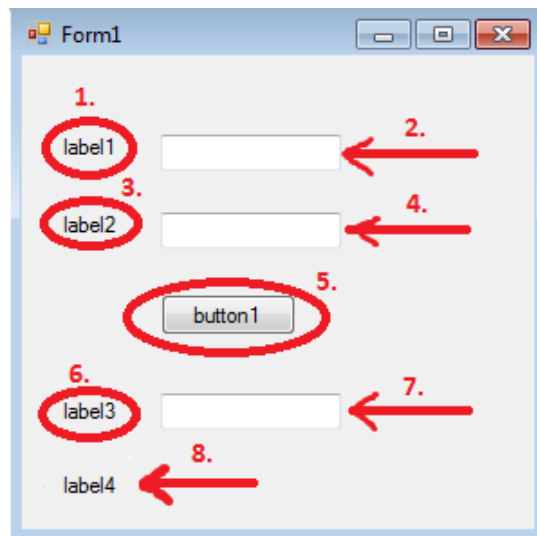 Form1
1.
label1
2.
3.
label2
4.
5.
button1
6.
label3
7.
8.
label4